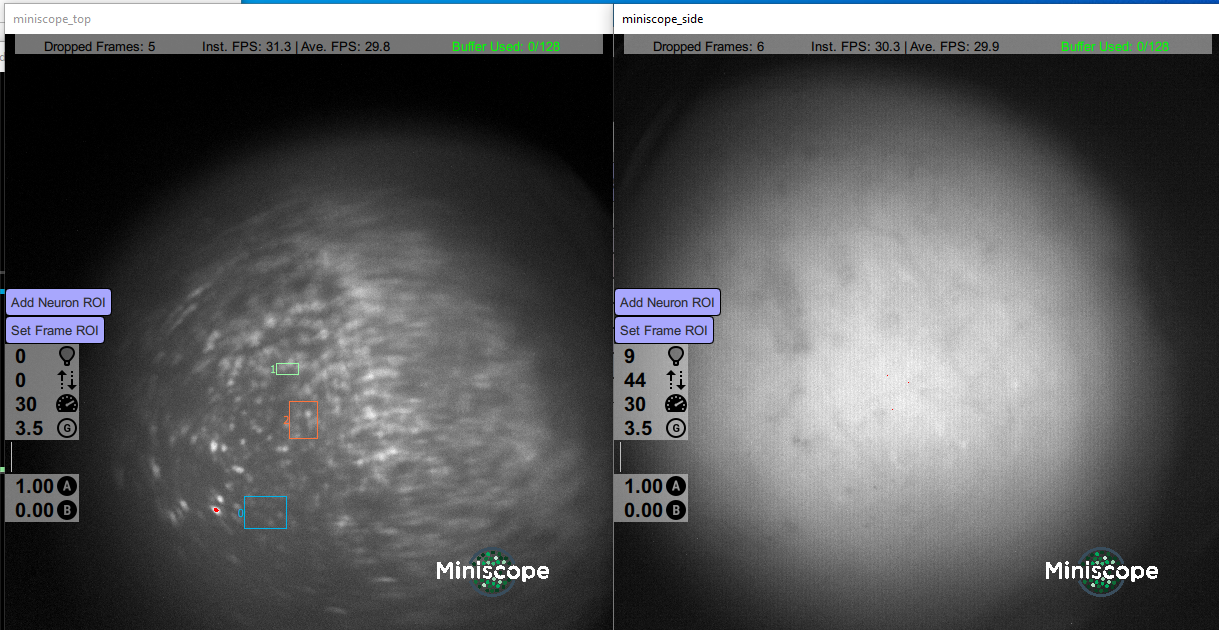 miniscope_top
Dropped Frames: 5 Inst. FPS: 31.3 | Ave. FPS: 29.8 Buffer Used: 0/128
Add Neuron ROI
Set Frame ROI
0
0
30
3.5 G
1.00 A
0.00 B
1
2
0
Miniscope
miniscope_side
Dropped Frames: 6 Inst. FPS: 30.3 | Ave. FPS: 29.9 Buffer Used: 0/128
Add Neuron ROI
Set Frame ROI
9
44
30
3.5 G
1.00 A
0.00 B
Miniscope